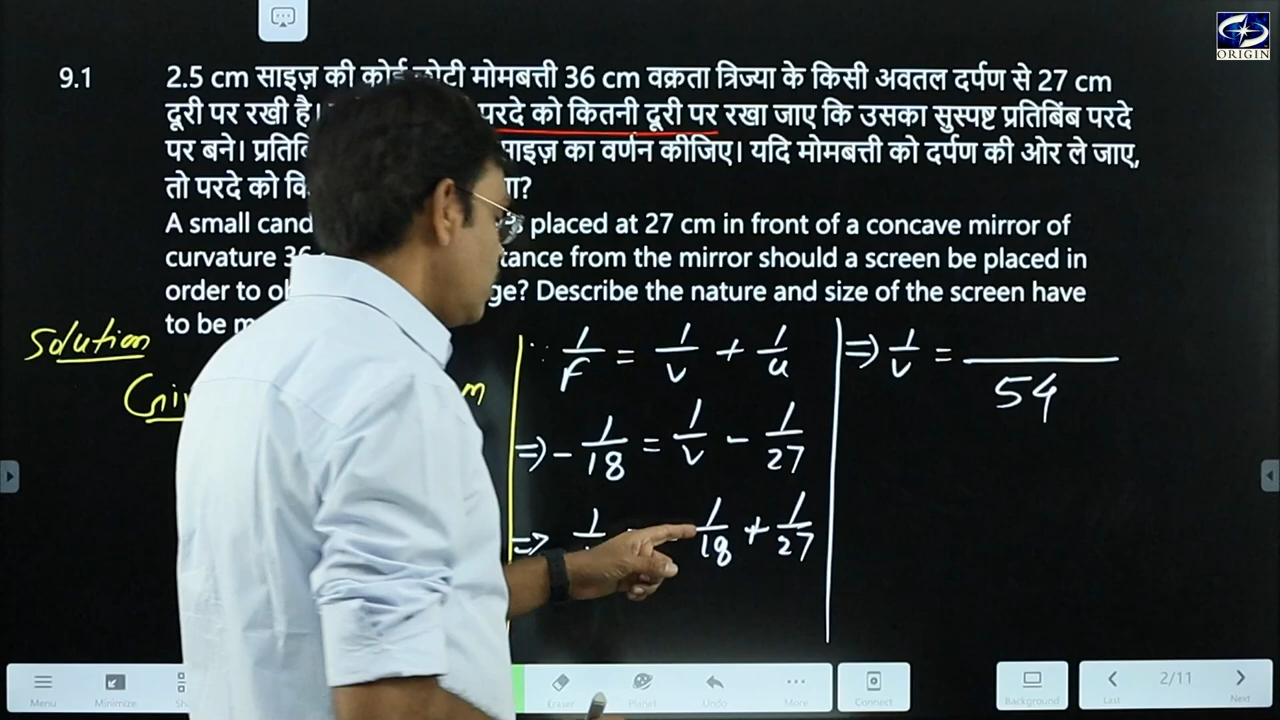 ORIGIN
9.1
2.5 cm साइज़ की कोई छोटी मोमबत्ती 36 cm वक्रता त्रिज्या के किसी अवतल दर्पण से 27 cm
दूरी पर रखी है। परदे को कितनी दूरी पर रखा जाए कि उसका सुस्पष्ट प्रतिबिंब परदे
पर बने। साइज़ का वर्णन कीजिए। यदि मोमबत्ती को दर्पण की ओर ले जाए,
तो परदे को
A small placed at 27 cm in front of a concave mirror of
curvature from the mirror should a screen be placed in
order to Describe the nature and size of the screen have
to be
Solution
∵ 1/F = 1/v + 1/u
⇒ - 1/18 = 1/v - 1/27
⇒ 1/18 + 1/27
⇒ 1/v = /54
Menu Minimize Eraser Planet Undo More Connect Background Last 2/11 Next